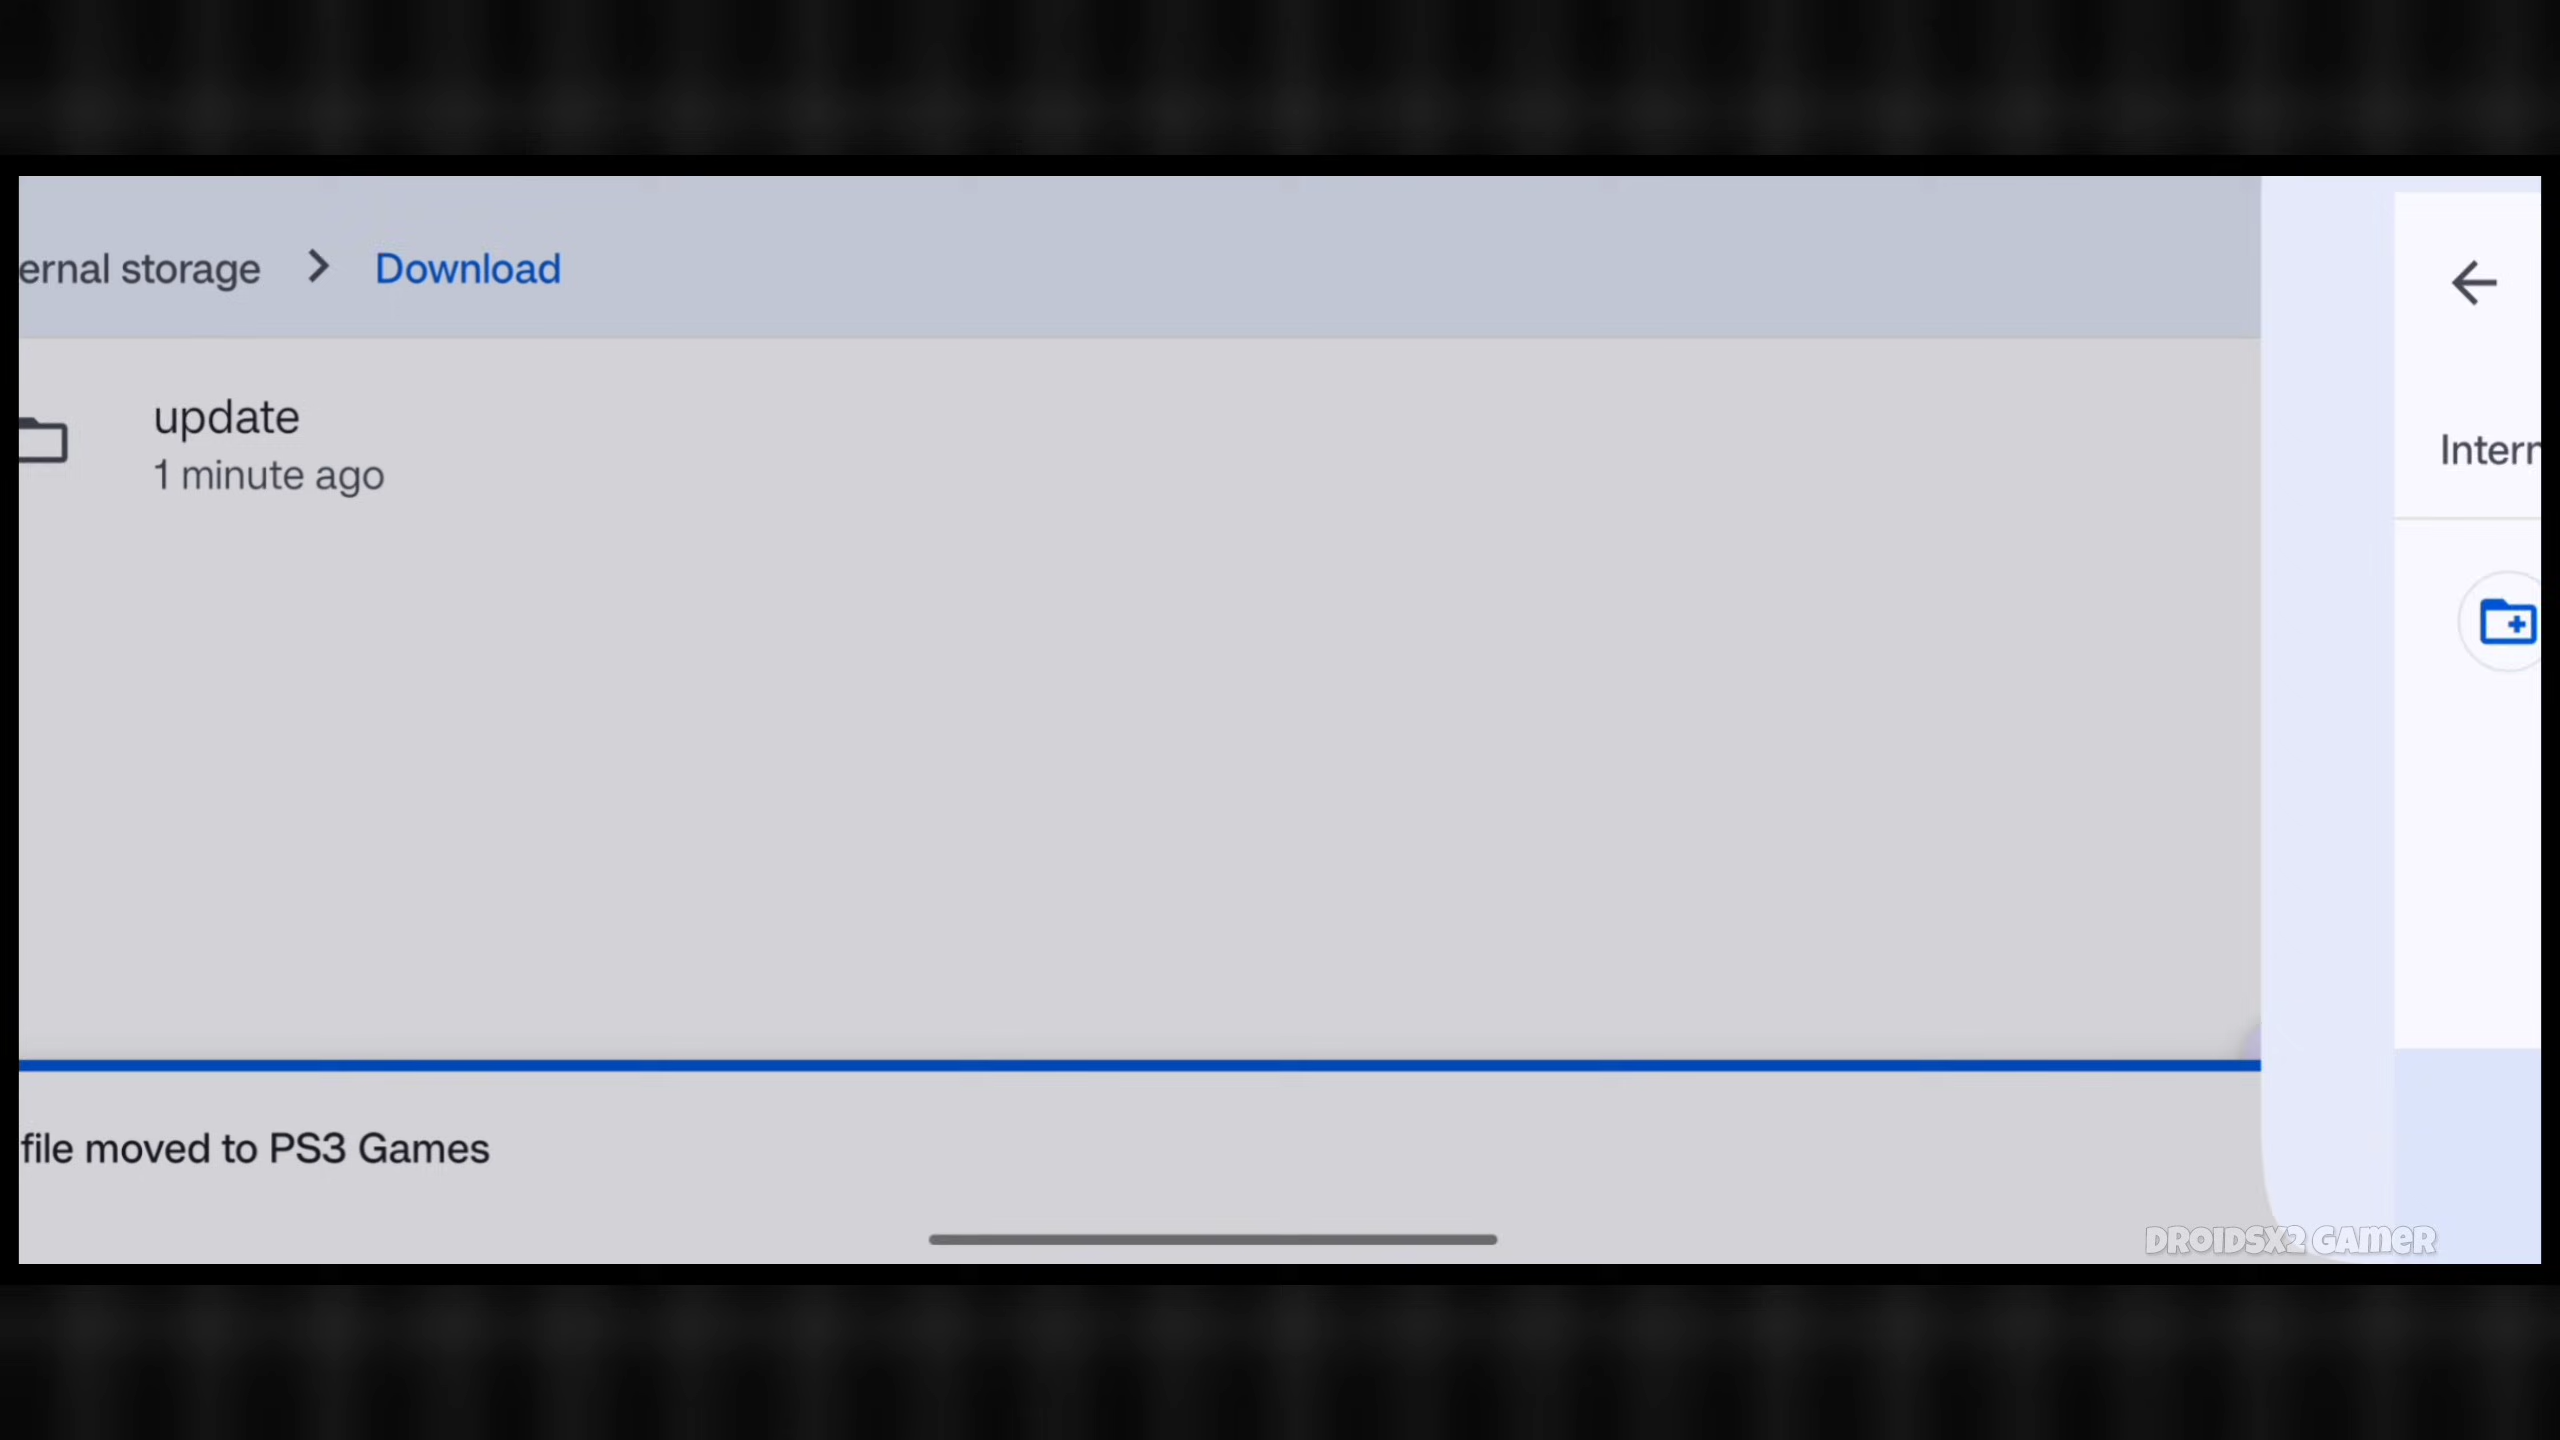 ernal storage > Download
update
1 minute ago
file moved to PS3 Games
Intern
DROIDSX2 GAMER